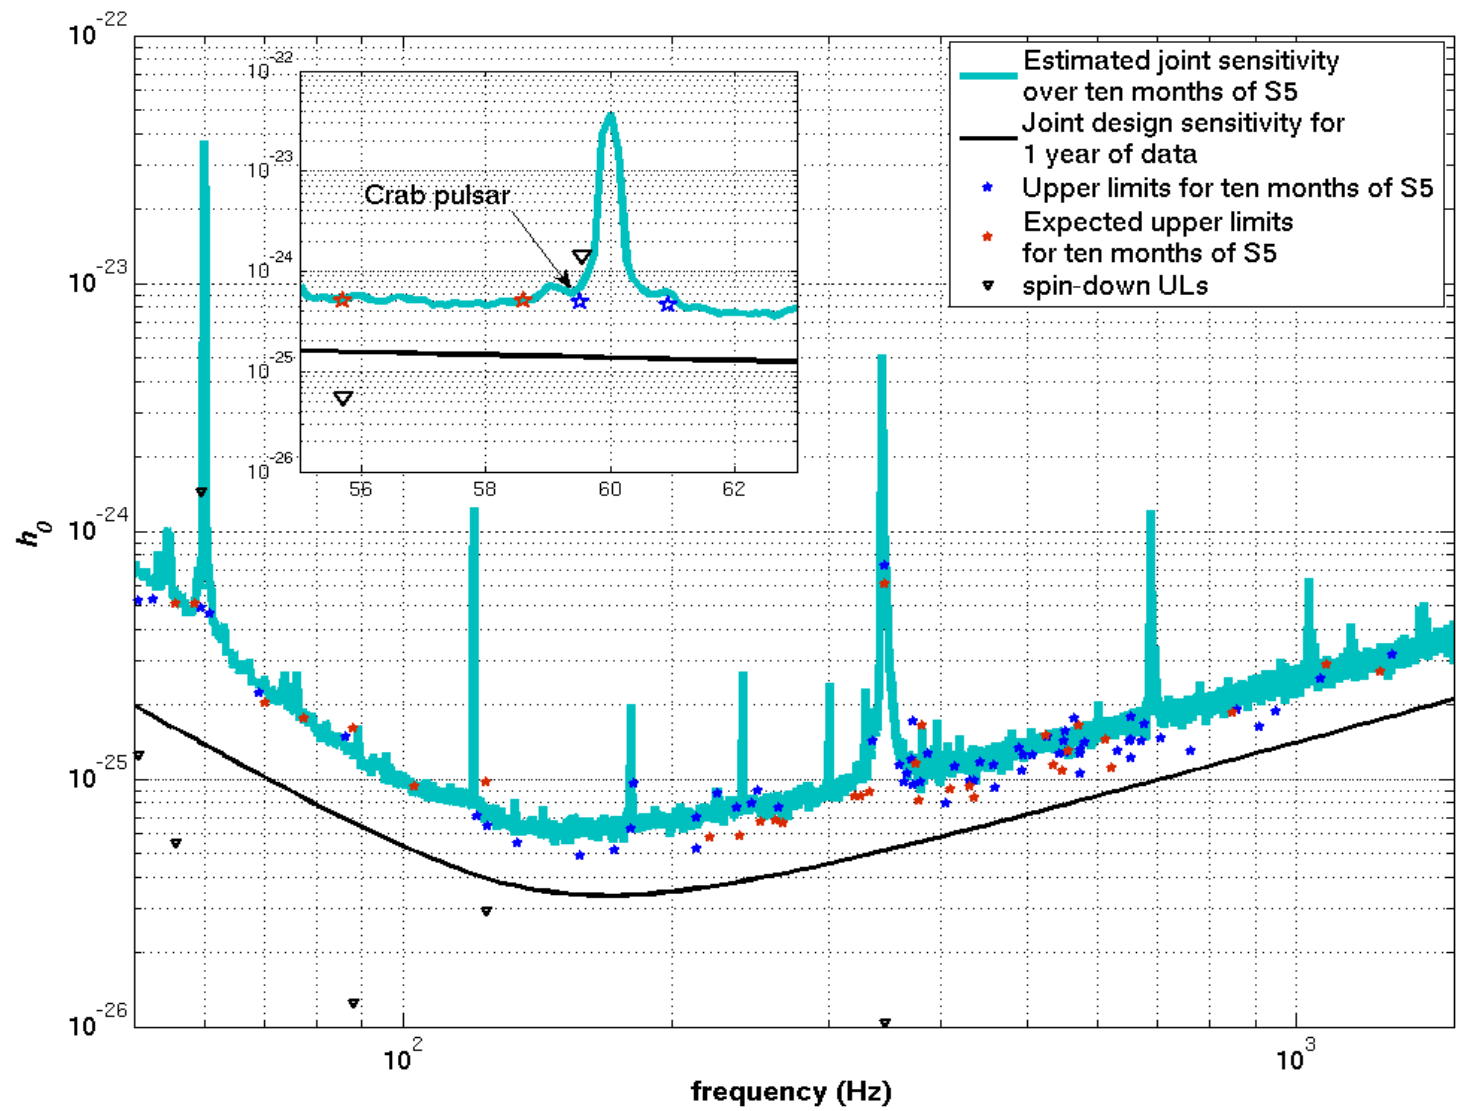 10^-22
10^-23
10^-24
10^-25
10^-26
h_0
10^-22
10^-23
10^-24
10^-25
10^-26
Crab pulsar
56 58 60 62
Estimated joint sensitivity
over ten months of S5
Joint design sensitivity for
1 year of data
Upper limits for ten months of S5
Expected upper limits
for ten months of S5
spin-down ULs
10^2 10^3
frequency (Hz)